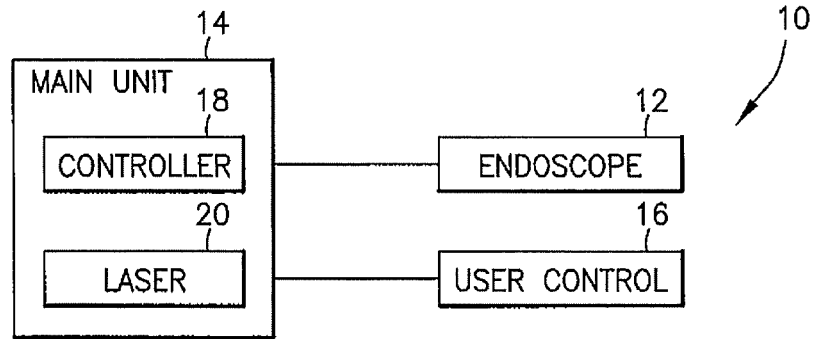 14
10
MAIN UNIT
18
12
CONTROLLER
ENDOSCOPE
20
16
LASER
USER CONTROL